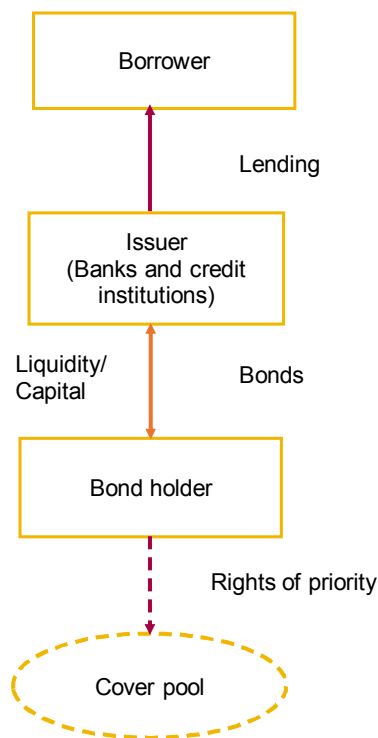 Borrower
Lending
Issuer
(Banks and credit
institutions)
Liquidity/
Capital
Bonds
Bond holder
Rights of priority
Cover pool